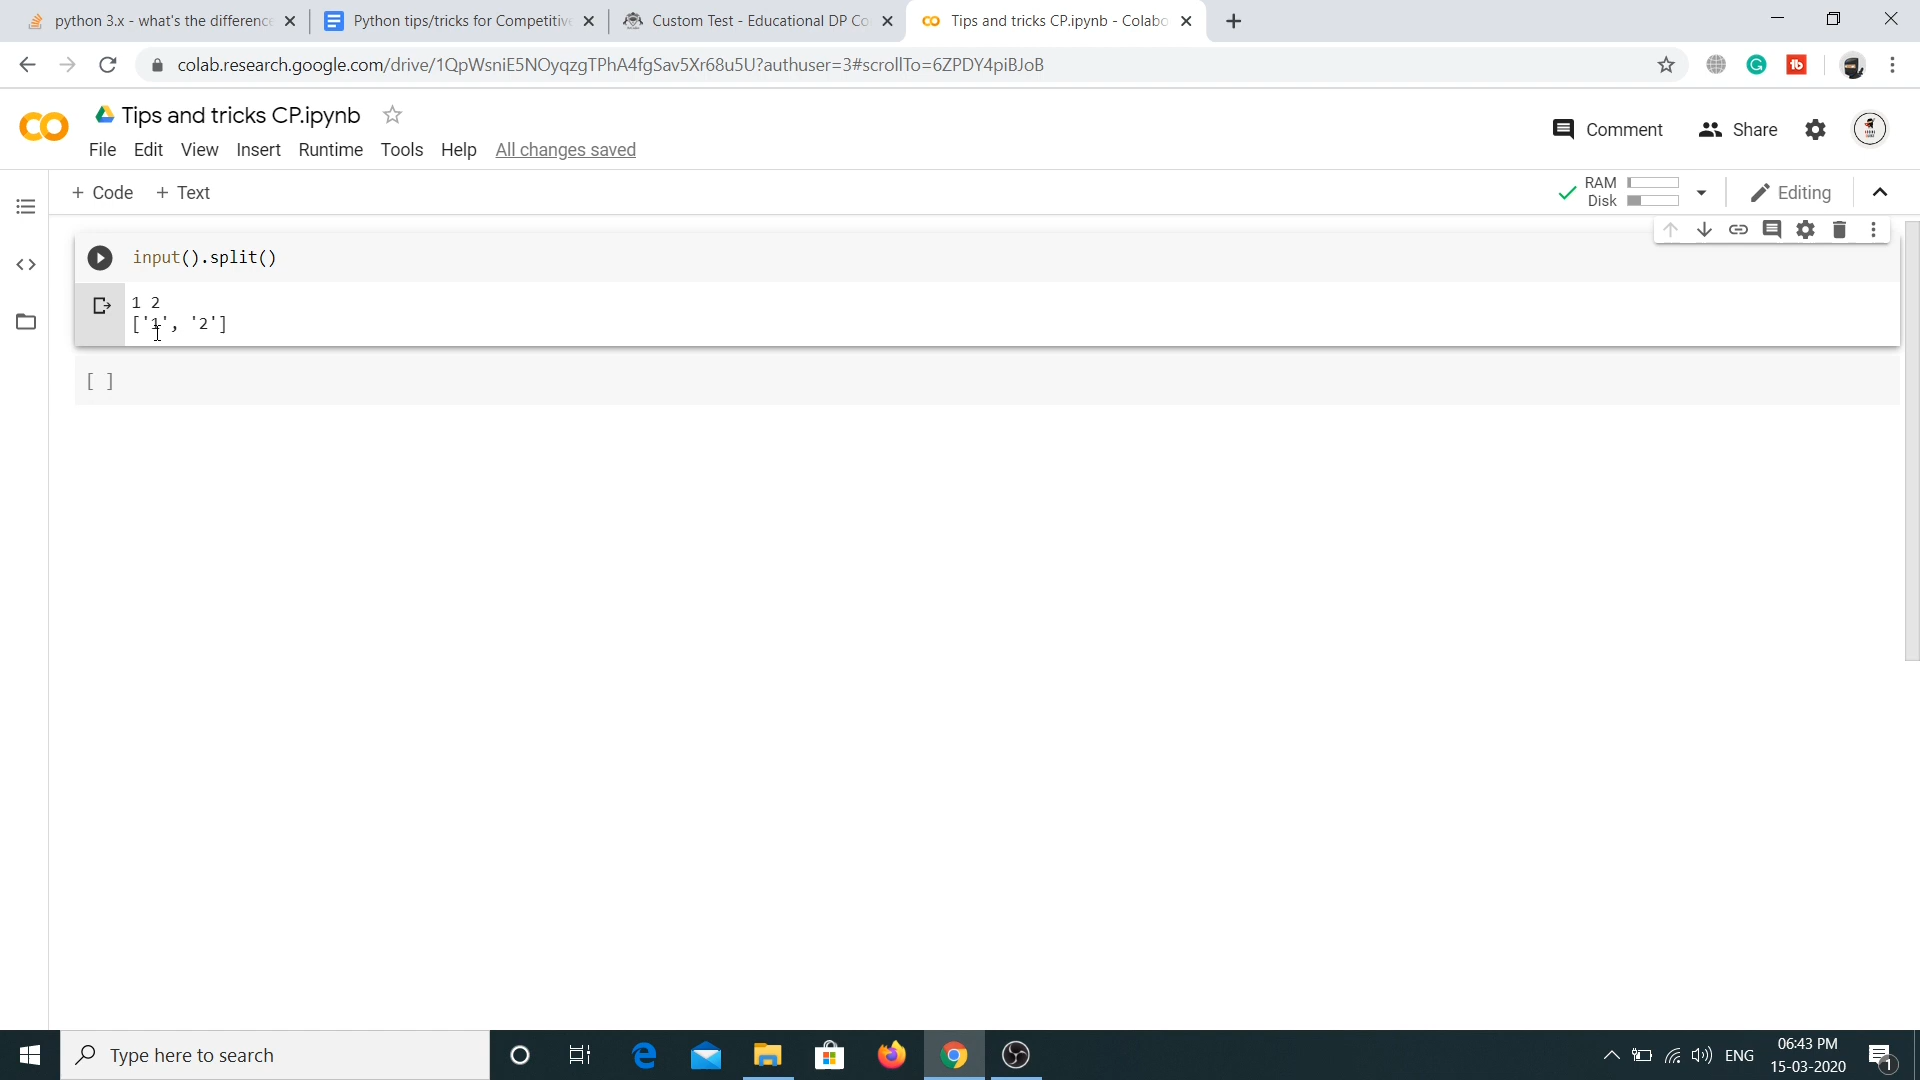 python 3.x - what's the difference
Python tips/tricks for Competitive
Custom Test - Educational DP Co
Tips and tricks CP.ipynb - Colabo
colab.research.google.com/drive/1QpWsniE5NOyqzgTPhA4fgSav5Xr68u5U?authuser=3#scrollTo=6ZPDY4piBJoB
Tips and tricks CP.ipynb
Comment Share
File Edit View Insert Runtime Tools Help All changes saved
+ Code + Text
RAM
Disk
Editing
input().split()
1 2
['1', '2']
[ ]
Type here to search
ENG
06:43 PM
15-03-2020
1